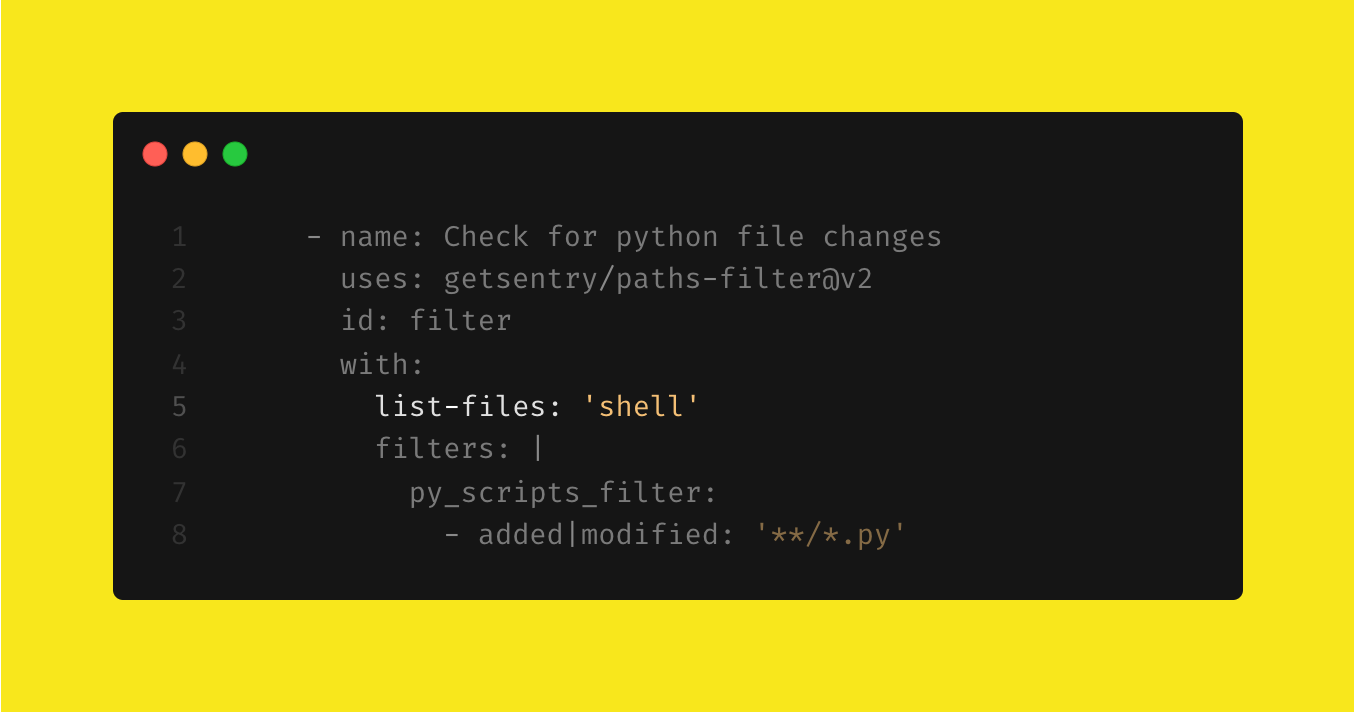 1 - name: Check for python file changes
2 uses: getsentry/paths-filter@v2
3 id: filter
4 with:
5 list-files: 'shell'
6 filters: |
7 py_scripts_filter:
8 - added|modified: '**/*.py'